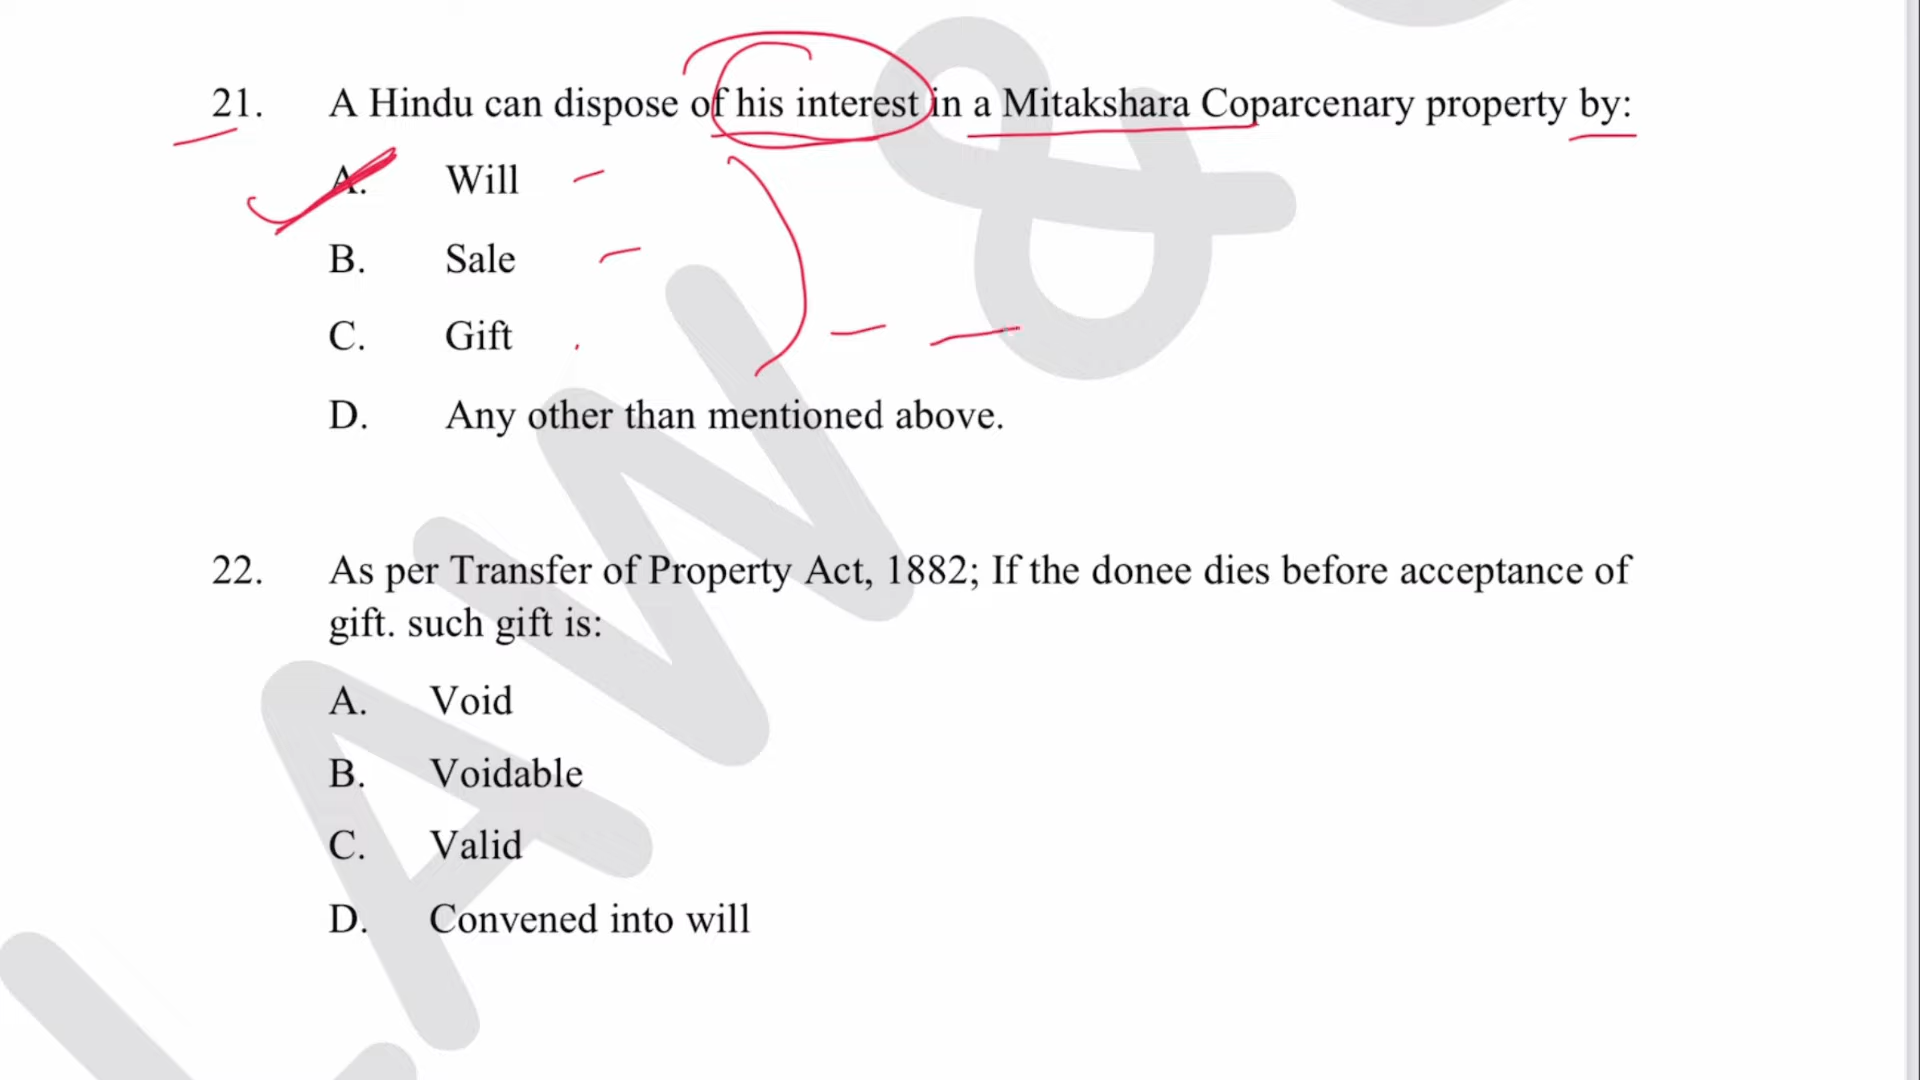 21. A Hindu can dispose of his interest in a Mitakshara Coparcenary property by:
A. Will
B. Sale
C. Gift
D. Any other than mentioned above.
22. As per Transfer of Property Act, 1882; If the donee dies before acceptance of
gift. such gift is:
A. Void
B. Voidable
C. Valid
D. Convened into will
LAW &